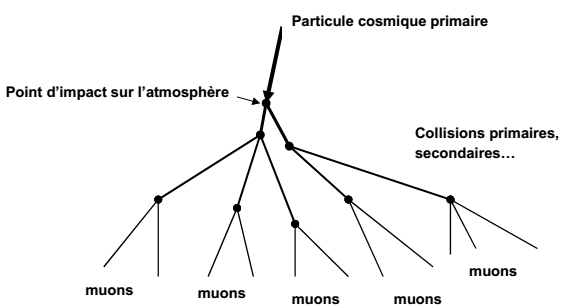 Particule cosmique primaire
Point d'impact sur l'atmosphère
Collisions primaires,
secondaires…
muons
muons
muons
muons
muons